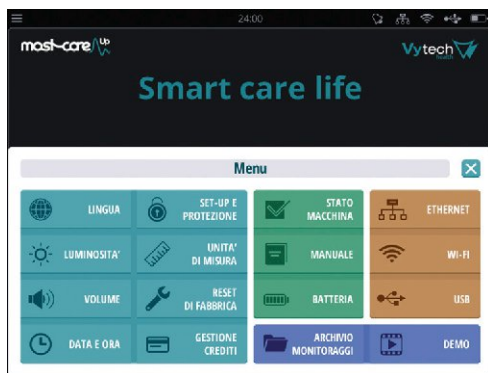 24:00
most-care Up
Vytech
health
Smart care life
Menu
LINGUA
SET-UP E
PROTEZIONE
STATO
MACCHINA
ETHERNET
LUMINOSITA'
UNITA'
DI MISURA
MANUALE
WI-FI
VOLUME
RESET
DI FABBRICA
BATTERIA
USB
DATA E ORA
GESTIONE
CREDITI
ARCHIVIO
MONITORAGGI
DEMO